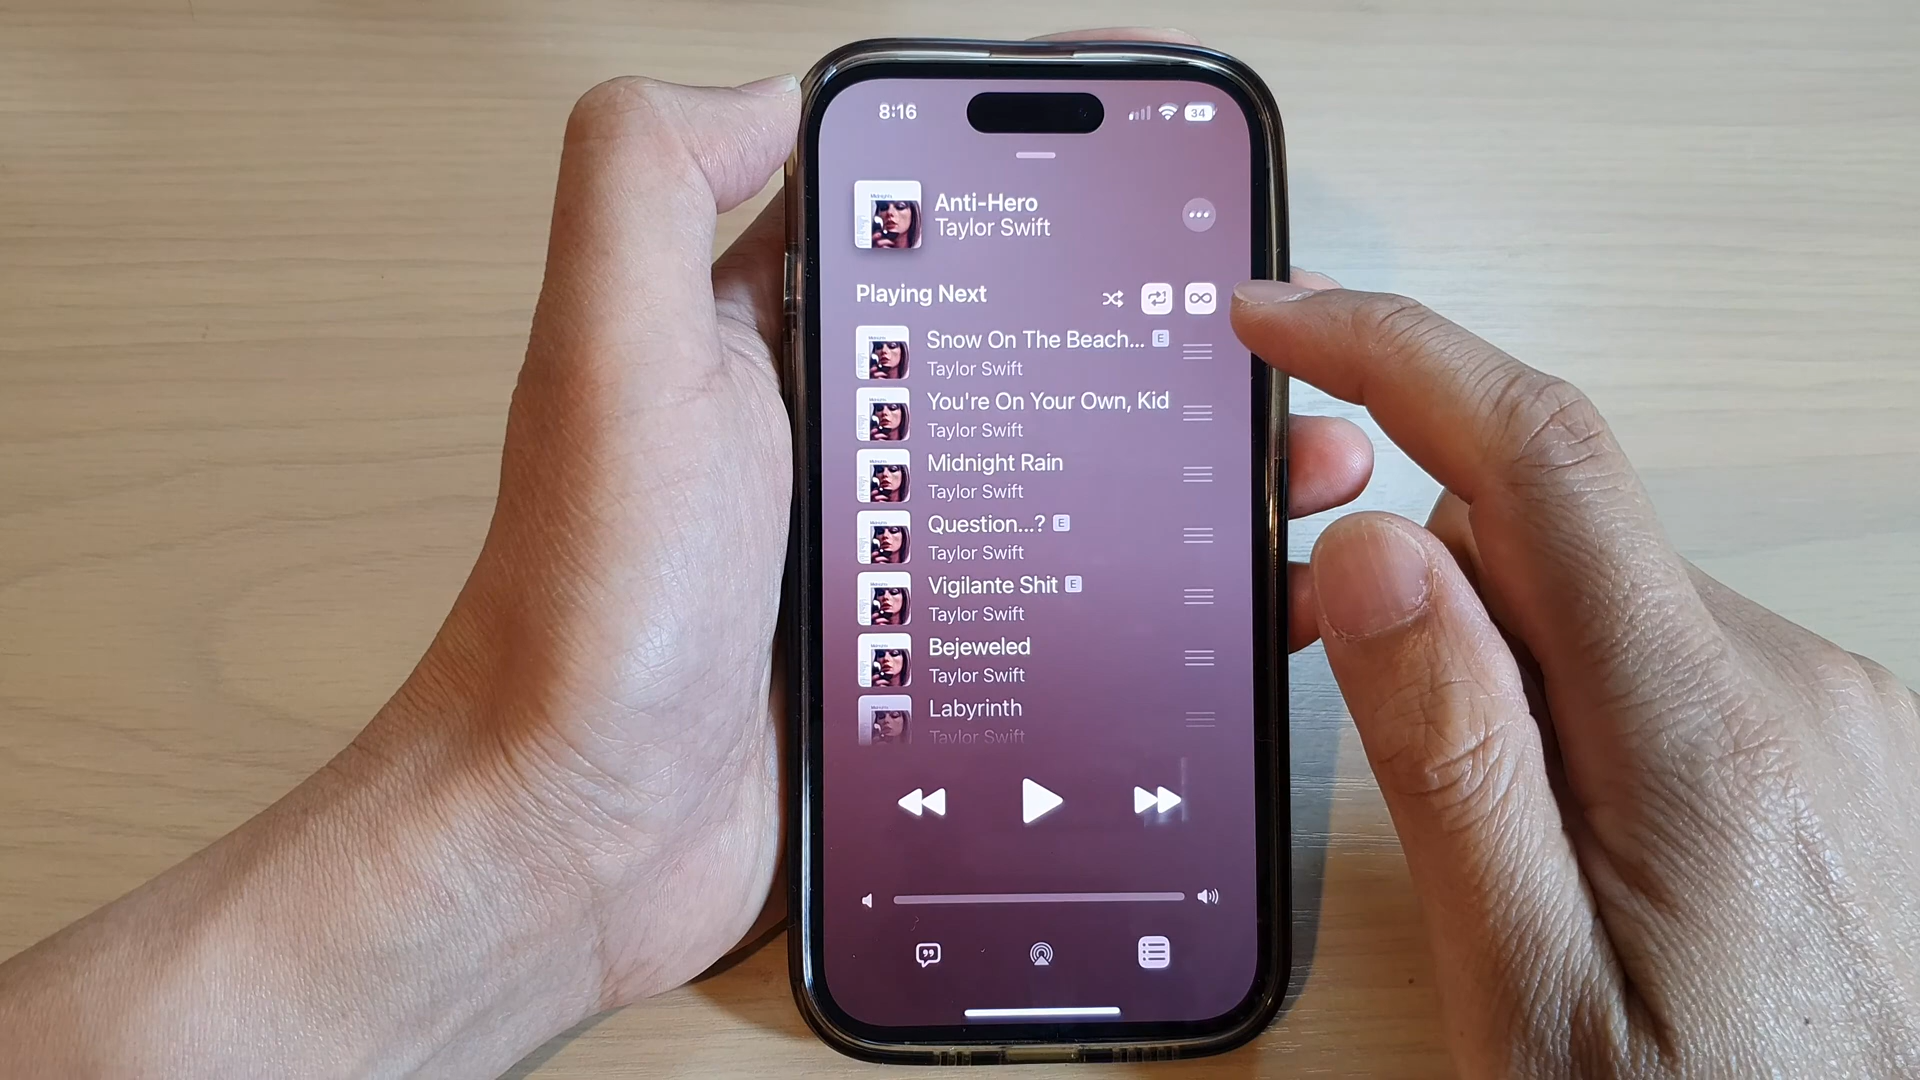 8:16
34
Anti-Hero
Taylor Swift
Playing Next
Snow On The Beach... E
Taylor Swift
You're On Your Own, Kid
Taylor Swift
Midnight Rain
Taylor Swift
Question...? E
Taylor Swift
Vigilante Shit E
Taylor Swift
Bejeweled
Taylor Swift
Labyrinth
Taylor Swift